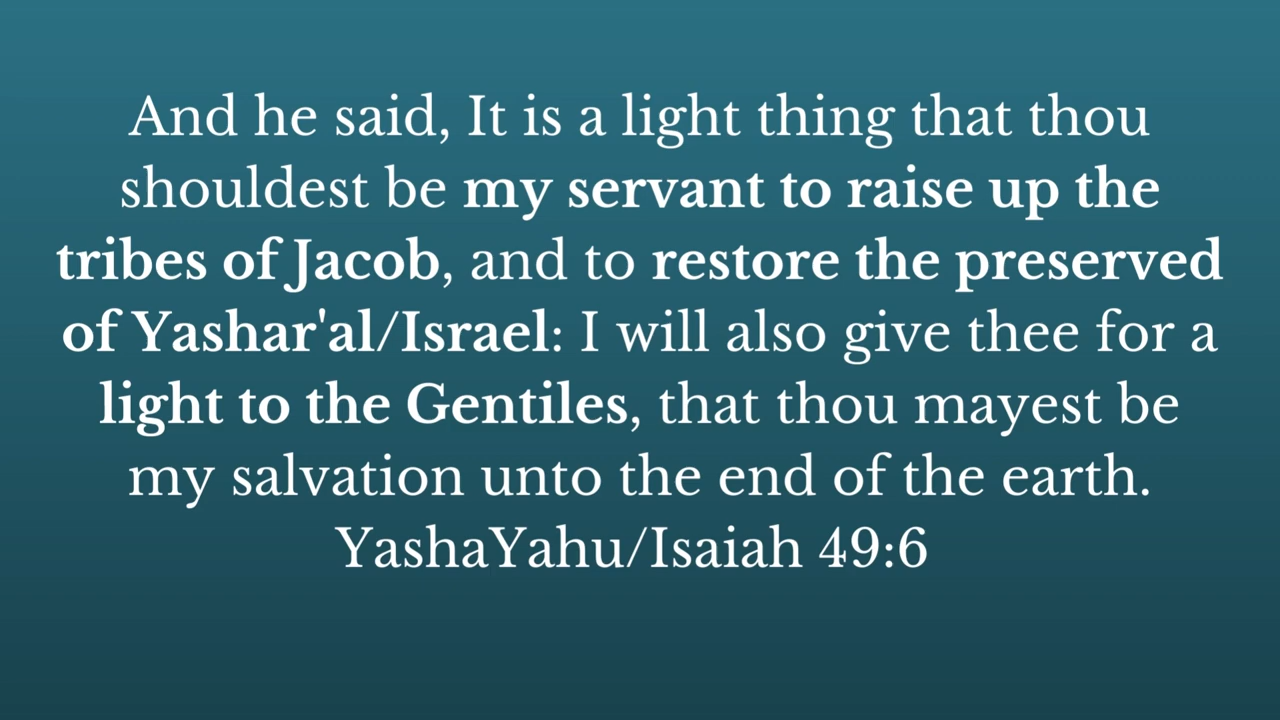 And he said, It is a light thing that thou
shouldest be my servant to raise up the
tribes of Jacob, and to restore the preserved
of Yashar'al/Israel: I will also give thee for a
light to the Gentiles, that thou mayest be
my salvation unto the end of the earth.
YashaYahu/Isaiah 49:6